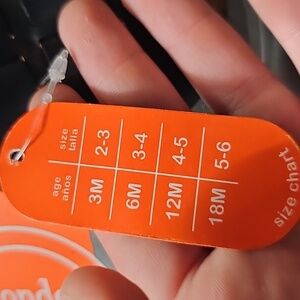 size
talla
2-3
3-4
4-5
5-6
age
años
3M
6M
12M
18M
size chart